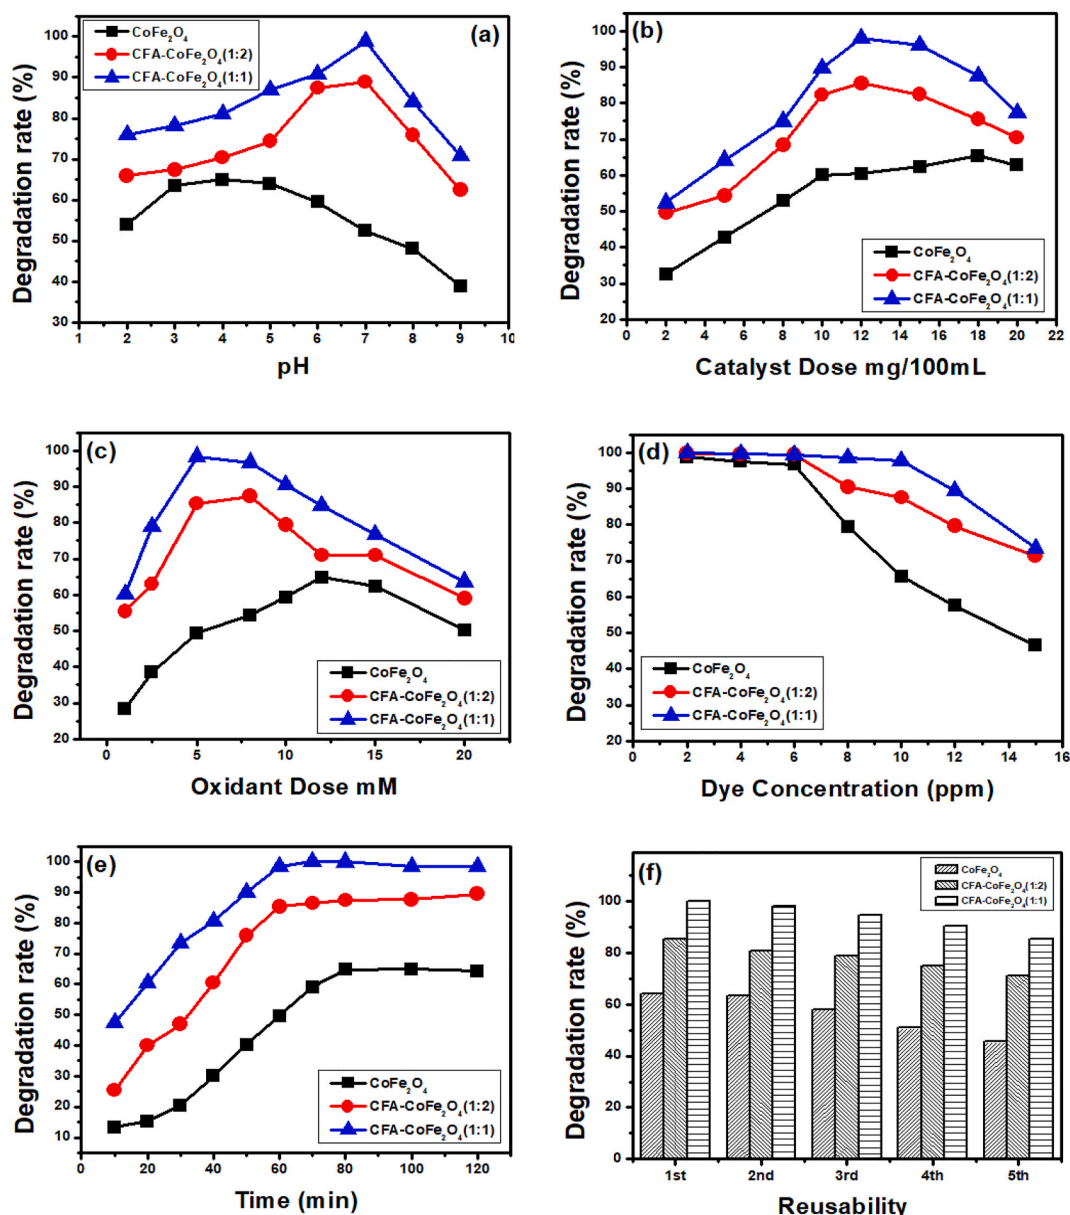 (a)
CoFe2O4
CFA-CoFe2O4(1:2)
CFA-CoFe2O4(1:1)
Degradation rate (%)
100
90
80
70
60
50
40
30
1 2 3 4 5 6 7 8 9 10
pH
(b)
CoFe2O4
CFA-CoFe2O4(1:2)
CFA-CoFe2O4(1:1)
Degradation rate (%)
100
90
80
70
60
50
40
30
20
0 2 4 6 8 10 12 14 16 18 20 22
Catalyst Dose mg/100mL
(c)
CoFe2O4
CFA-CoFe2O4(1:2)
CFA-CoFe2O4(1:1)
Degradation rate (%)
100
90
80
70
60
50
40
30
20
0 5 10 15 20
Oxidant Dose mM
(d)
CoFe2O4
CFA-CoFe2O4(1:2)
CFA-CoFe2O4(1:1)
Degradation rate (%)
100
90
80
70
60
50
40
30
20
0 2 4 6 8 10 12 14 16
Dye Concentration (ppm)
(e)
CoFe2O4
CFA-CoFe2O4(1:2)
CFA-CoFe2O4(1:1)
Degradation rate (%)
100
90
80
70
60
50
40
30
20
10
0 20 40 60 80 100 120
Time (min)
(f)
CoFe2O4
CFA-CoFe2O4(1:2)
CFA-CoFe2O4(1:1)
Degradation rate (%)
100
80
60
40
20
0
1st 2nd 3rd 4th 5th
Reusability